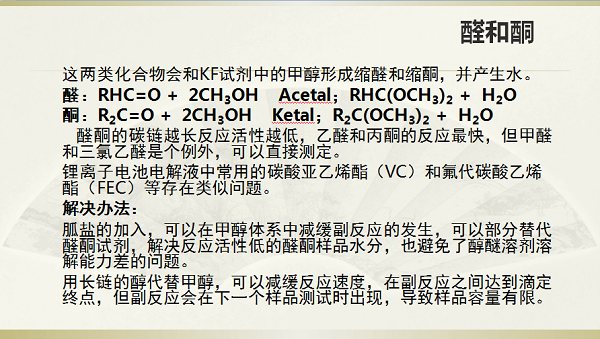 醛和酮
这两类化合物会和KF试剂中的甲醇形成缩醛和缩酮，并产生水。
醛：RHC=O + 2CH₃OH Acetal；RHC(OCH₃)₂ + H₂O
酮：R₂C=O + 2CH₃OH Ketal；R₂C(OCH₃)₂ + H₂O
醛酮的碳链越长反应活性越低，乙醛和丙酮的反应最快，但甲醛
和三氯乙醛是个例外，可以直接测定。
锂离子电池电解液中常用的碳酸亚乙烯酯（VC）和氟代碳酸乙烯
酯（FEC）等存在类似问题。
解决办法：
胍盐的加入，可以在甲醇体系中减缓副反应的发生，可以部分替代
醛酮试剂，解决反应活性低的醛酮样品水分，也避免了醇醚溶剂溶
解能力差的问题。
用长链的醇代替甲醇，可以减缓反应速度，在副反应之间达到滴定
终点，但副反应会在下一个样品测试时出现，导致样品容量有限。